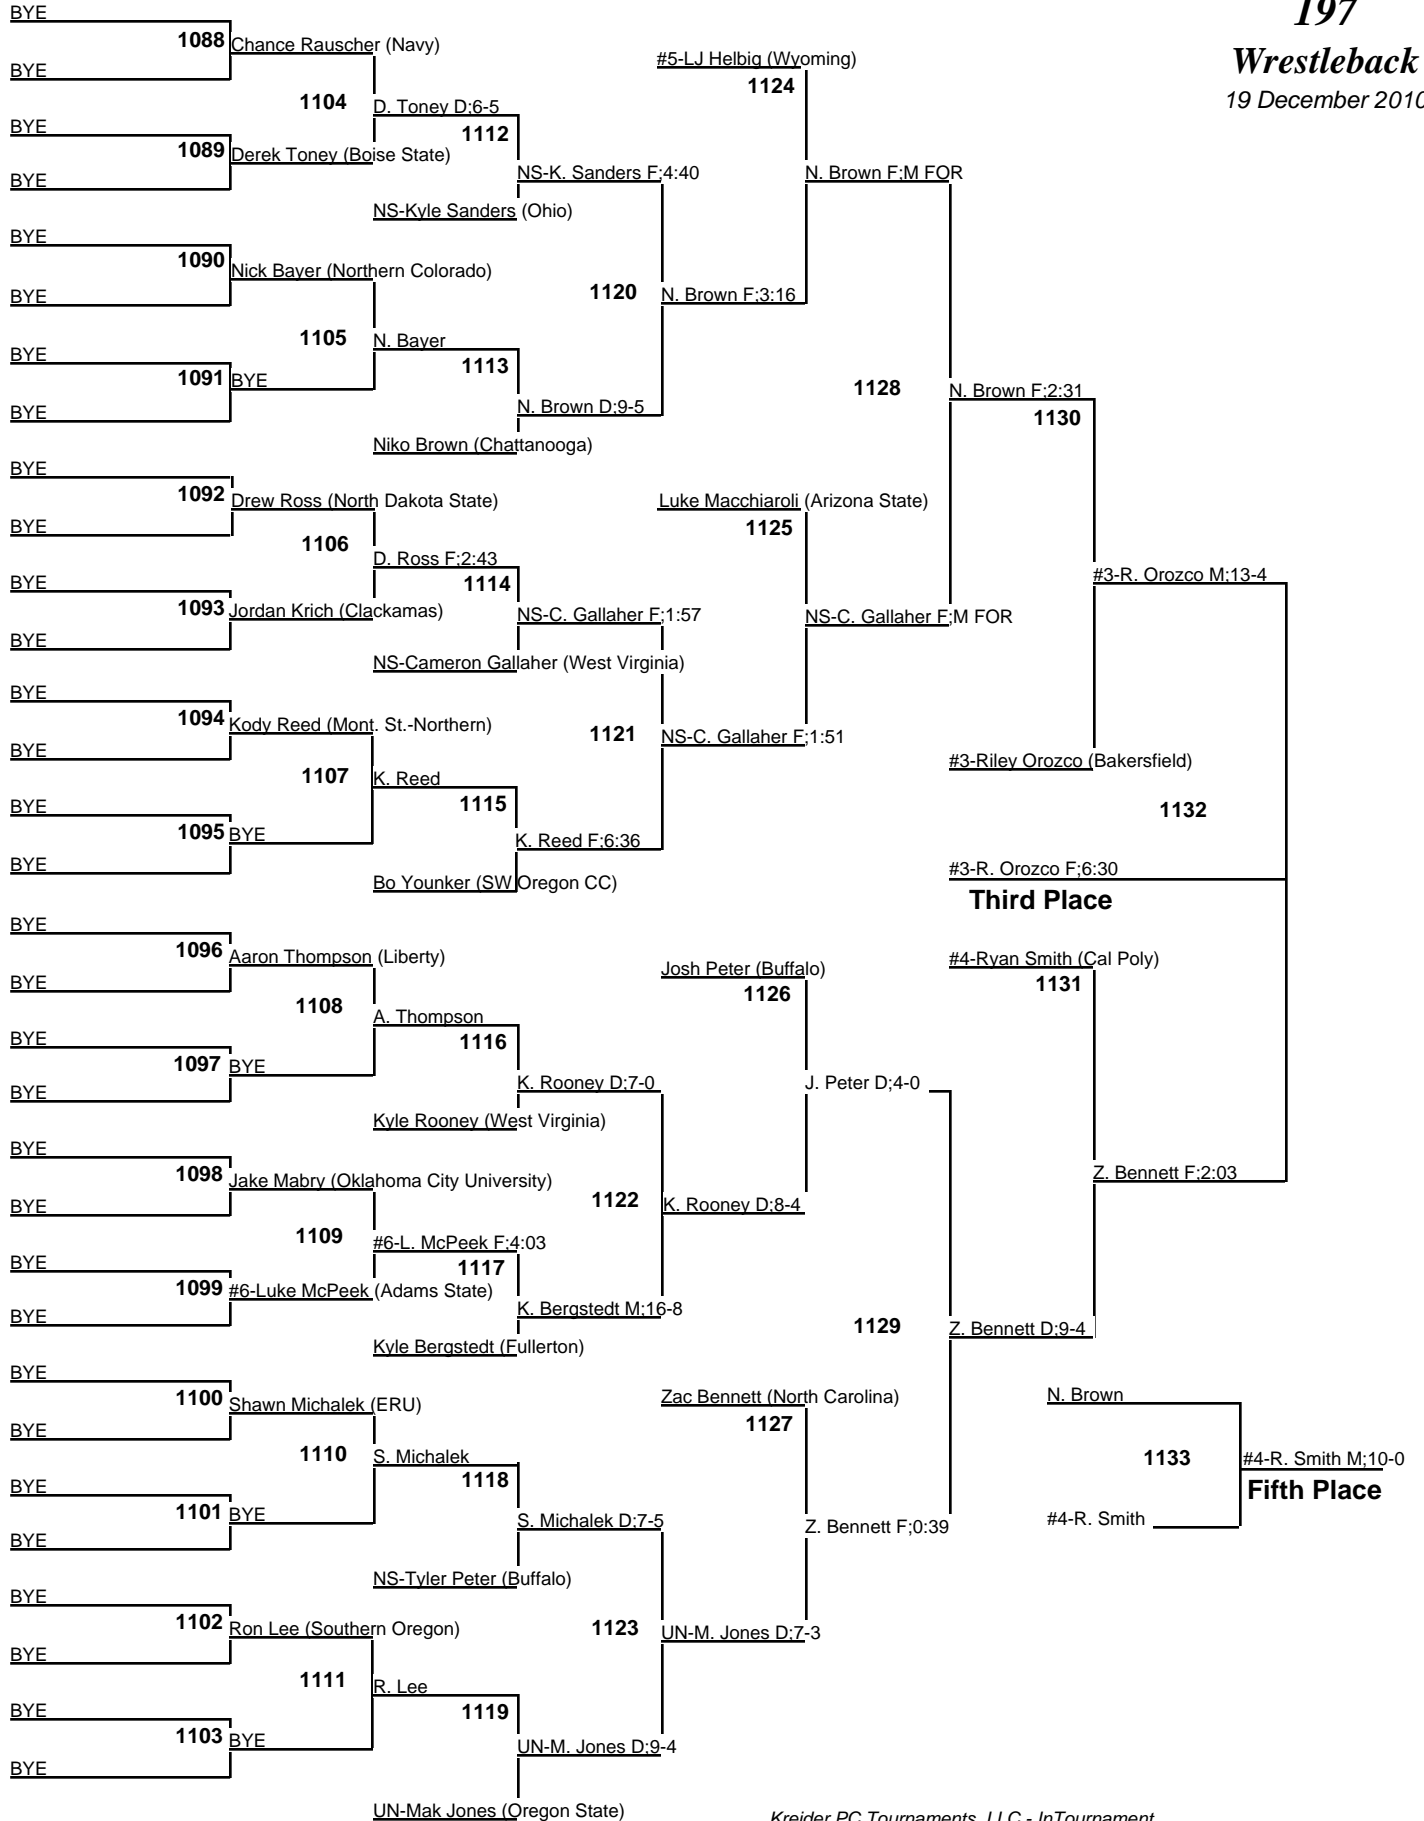 197
Wrestleback
19 December 2010
BYE
1088
Chance Rauscher (Navy)
BYE
1104
D. Toney D;6-5
BYE
1089
Derek Toney (Boise State)
BYE
1112
NS-K. Sanders F;4:40
NS-Kyle Sanders (Ohio)
BYE
1090
Nick Bayer (Northern Colorado)
BYE
1105
N. Bayer
BYE
1091
BYE
BYE
1113
N. Brown D;9-5
Niko Brown (Chattanooga)
1120
N. Brown F;3:16
#5-LJ Helbig (Wyoming)
1124
N. Brown F;M FOR
BYE
1092
Drew Ross (North Dakota State)
BYE
1106
D. Ross F;2:43
BYE
1093
Jordan Krich (Clackamas)
BYE
1114
NS-C. Gallaher F;1:57
NS-Cameron Gallaher (West Virginia)
BYE
1094
Kody Reed (Mont. St.-Northern)
BYE
1107
K. Reed
BYE
1095
BYE
BYE
1115
K. Reed F;6:36
Bo Younker (SW Oregon CC)
1121
NS-C. Gallaher F;1:51
Luke Macchiaroli (Arizona State)
1125
NS-C. Gallaher F;M FOR
1128
N. Brown F;2:31
1130
#3-R. Orozco M;13-4
#3-Riley Orozco (Bakersfield)
1132
#3-R. Orozco F;6:30
Third Place
BYE
1096
Aaron Thompson (Liberty)
BYE
1108
A. Thompson
BYE
1097
BYE
BYE
1116
K. Rooney D;7-0
Kyle Rooney (West Virginia)
BYE
1098
Jake Mabry (Oklahoma City University)
BYE
1109
#6-L. McPeek F;4:03
BYE
1099
#6-Luke McPeek (Adams State)
BYE
1117
K. Bergstedt M;16-8
Kyle Bergstedt (Fullerton)
1122
K. Rooney D;8-4
Josh Peter (Buffalo)
1126
J. Peter D;4-0
#4-Ryan Smith (Cal Poly)
1131
Z. Bennett F;2:03
1129
Z. Bennett D;9-4
BYE
1100
Shawn Michalek (ERU)
BYE
1110
S. Michalek
BYE
1101
BYE
BYE
1118
S. Michalek D;7-5
NS-Tyler Peter (Buffalo)
BYE
1102
Ron Lee (Southern Oregon)
BYE
1111
R. Lee
BYE
1103
BYE
BYE
1119
UN-M. Jones D;9-4
UN-Mak Jones (Oregon State)
1123
UN-M. Jones D;7-3
Zac Bennett (North Carolina)
1127
Z. Bennett F;0:39
N. Brown
1133
#4-R. Smith M;10-0
Fifth Place
#4-R. Smith
Kreider PC Tournaments, LLC - InTournament